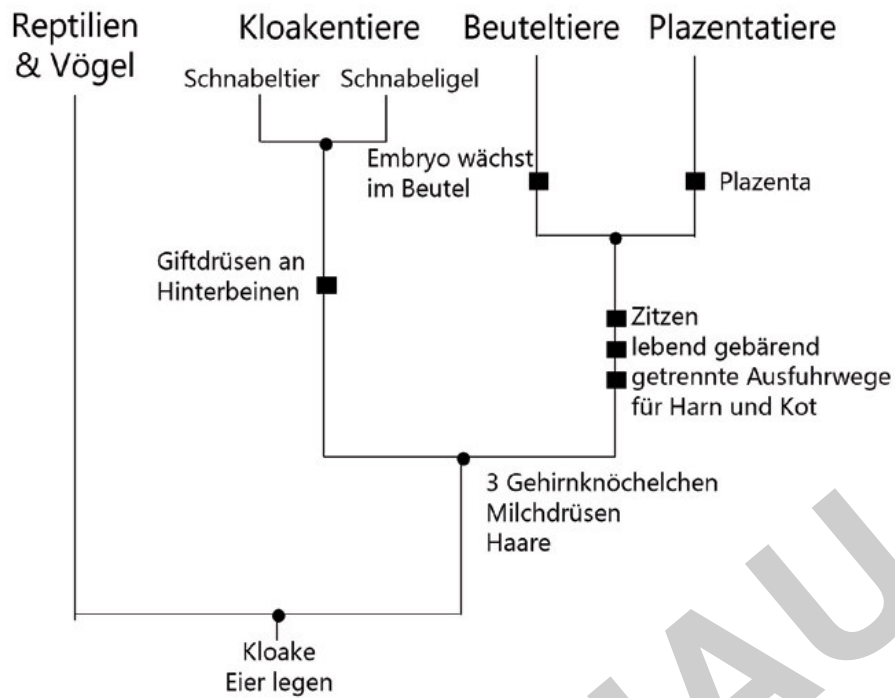 Reptilien
& Vögel
Kloakentiere
Beuteltiere
Plazentatiere
Schnabeltier
Schnabeligel
Embryo wächst
im Beutel
Plazenta
Giftdrüsen an
Hinterbeinen
Zitzen
lebend gebärend
getrennte Ausfuhrwege
für Harn und Kot
3 Gehirnknöchelchen
Milchdrüsen
Haare
Kloake
Eier legen